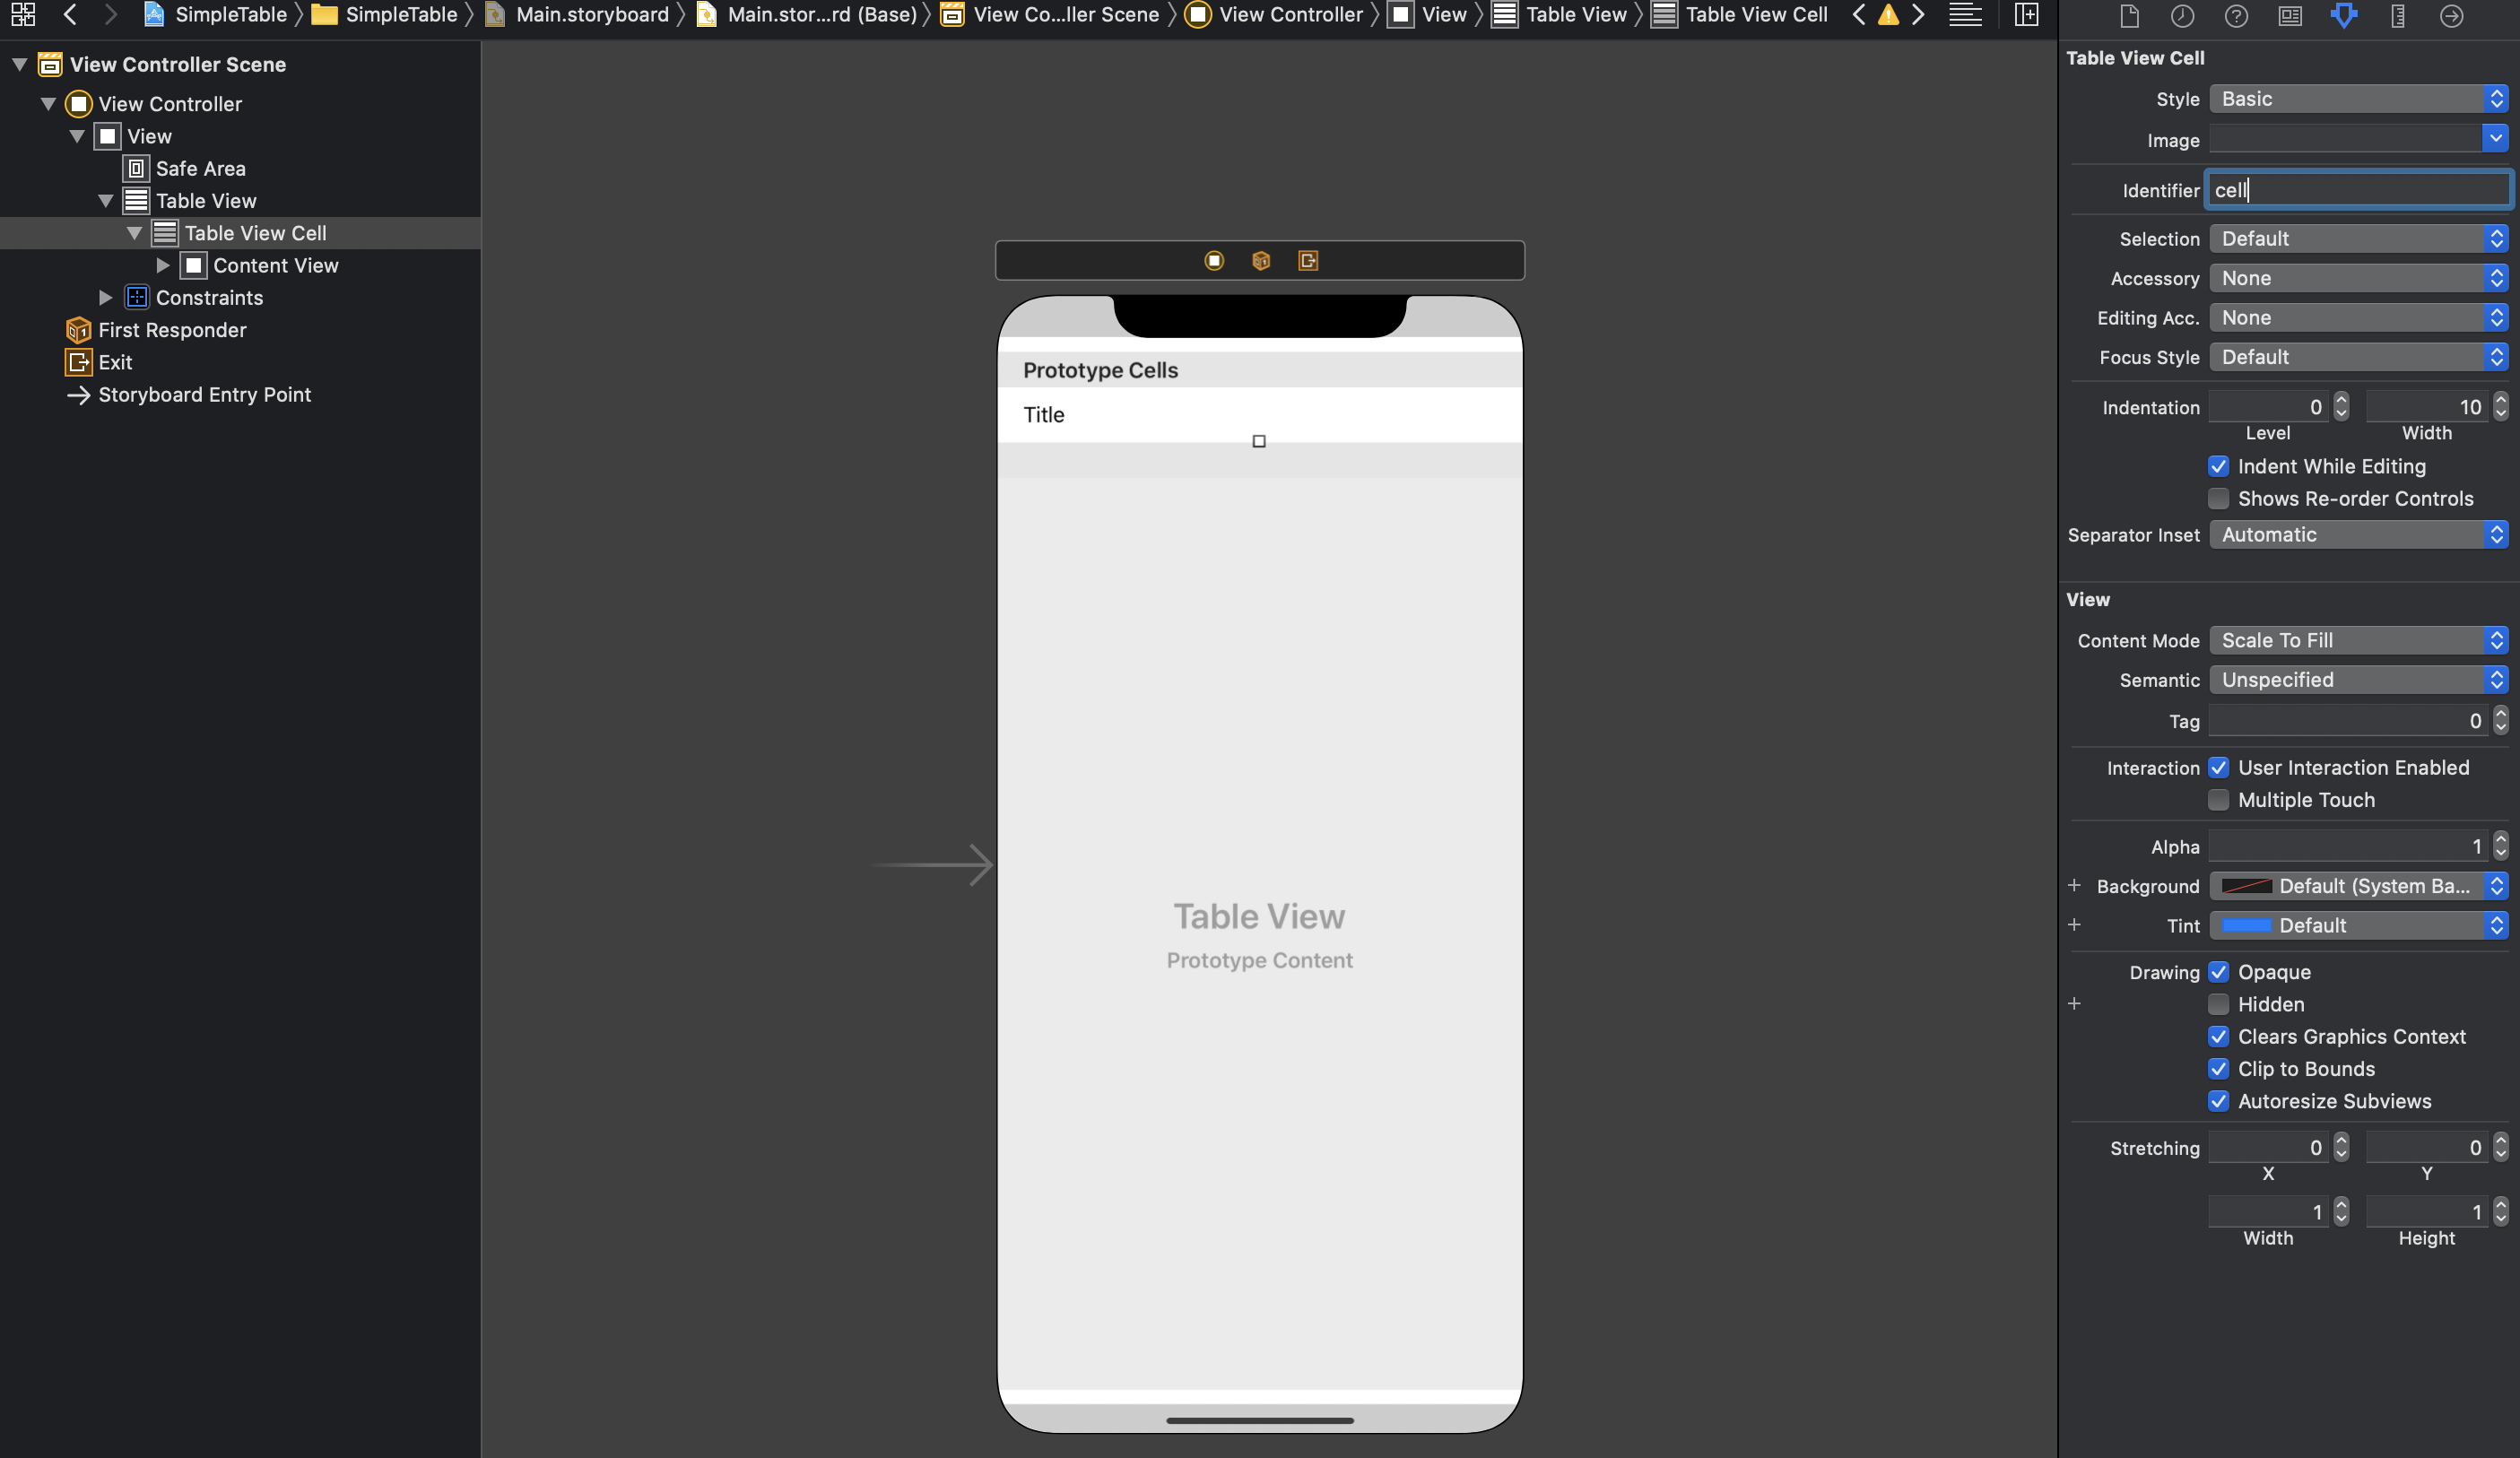 SimpleTable SimpleTable Main.storyboard Main.stor...rd (Base) View Co...ller Scene View Controller View Table View Table View Cell
View Controller Scene
View Controller
View
Safe Area
Table View
Table View Cell
Content View
Constraints
First Responder
Exit
Storyboard Entry Point
Prototype Cells
Title
Table View
Prototype Content
Table View Cell
Style Basic
Image
Identifier cell
Selection Default
Accessory None
Editing Acc. None
Focus Style Default
Indentation 0 10
Level Width
Indent While Editing
Shows Re-order Controls
Separator Inset Automatic
View
Content Mode Scale To Fill
Semantic Unspecified
Tag 0
Interaction User Interaction Enabled
Multiple Touch
Alpha 1
+ Background Default (System Ba...
+ Tint Default
Drawing Opaque
+ Hidden
Clears Graphics Context
Clip to Bounds
Autoresize Subviews
Stretching 0 0
X Y
1 1
Width Height